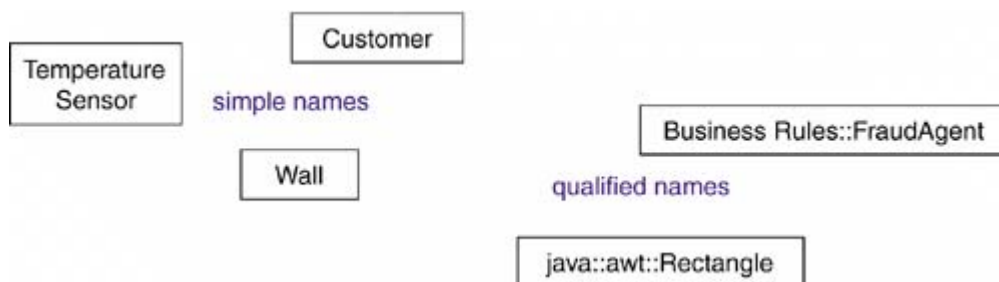 Customer
Temperature
Sensor
simple names
Business Rules::FraudAgent
Wall
qualified names
java::awt::Rectangle